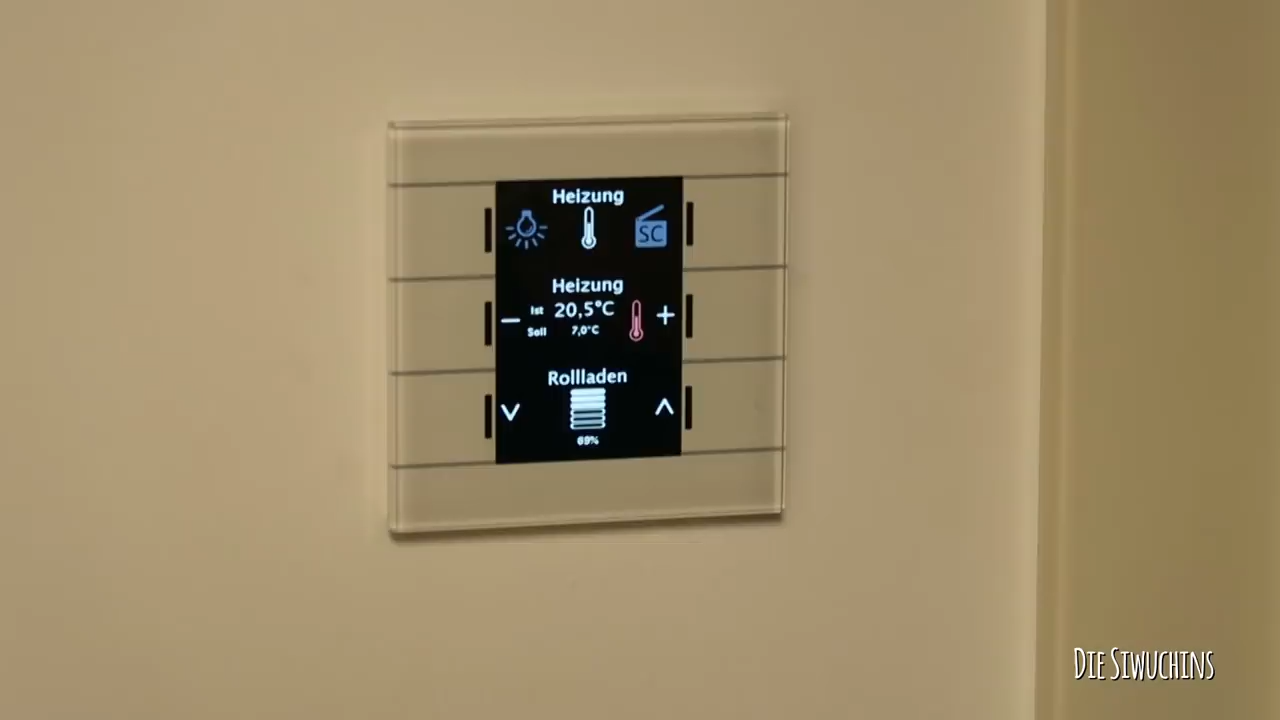 Heizung
SC
Heizung
Ist 20,5°C
Soll 7,0°C
Rollladen
69%
DIE SIWUCHINS